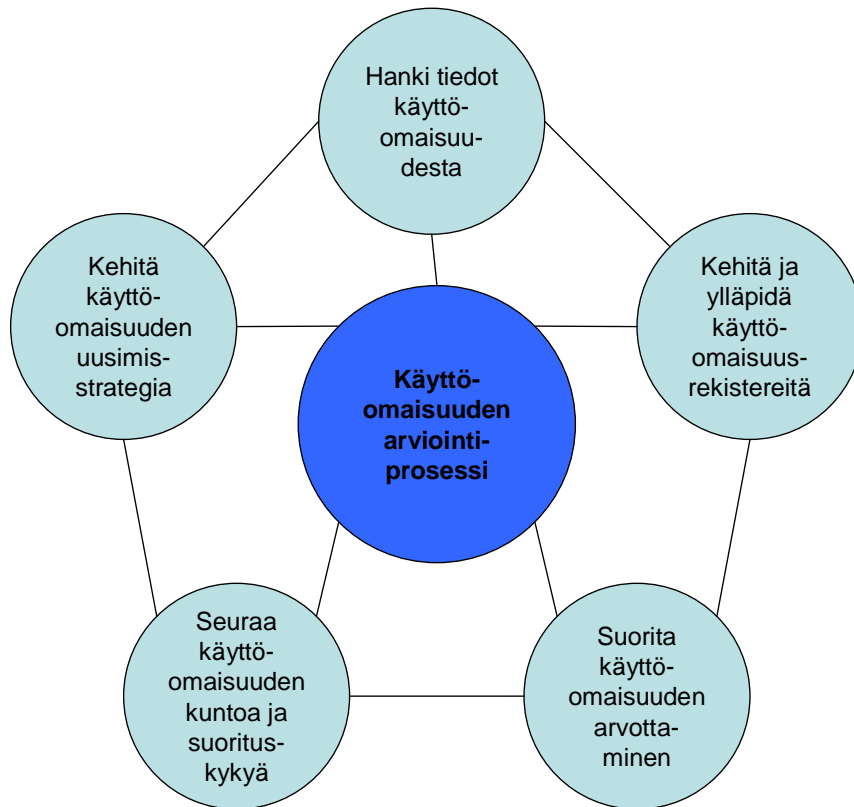 Hanki tiedot
käyttö-
omaisuu-
desta
Kehitä
käyttö-
omaisuuden
uusimis-
strategia
Kehitä ja
ylläpidä
käyttö-
omaisuus-
rekistereitä
Käyttö-
omaisuuden
arviointi-
prosessi
Seuraa
käyttö-
omaisuuden
kuntoa ja
suoritus-
kykyä
Suorita
käyttö-
omaisuuden
arvotta-
minen